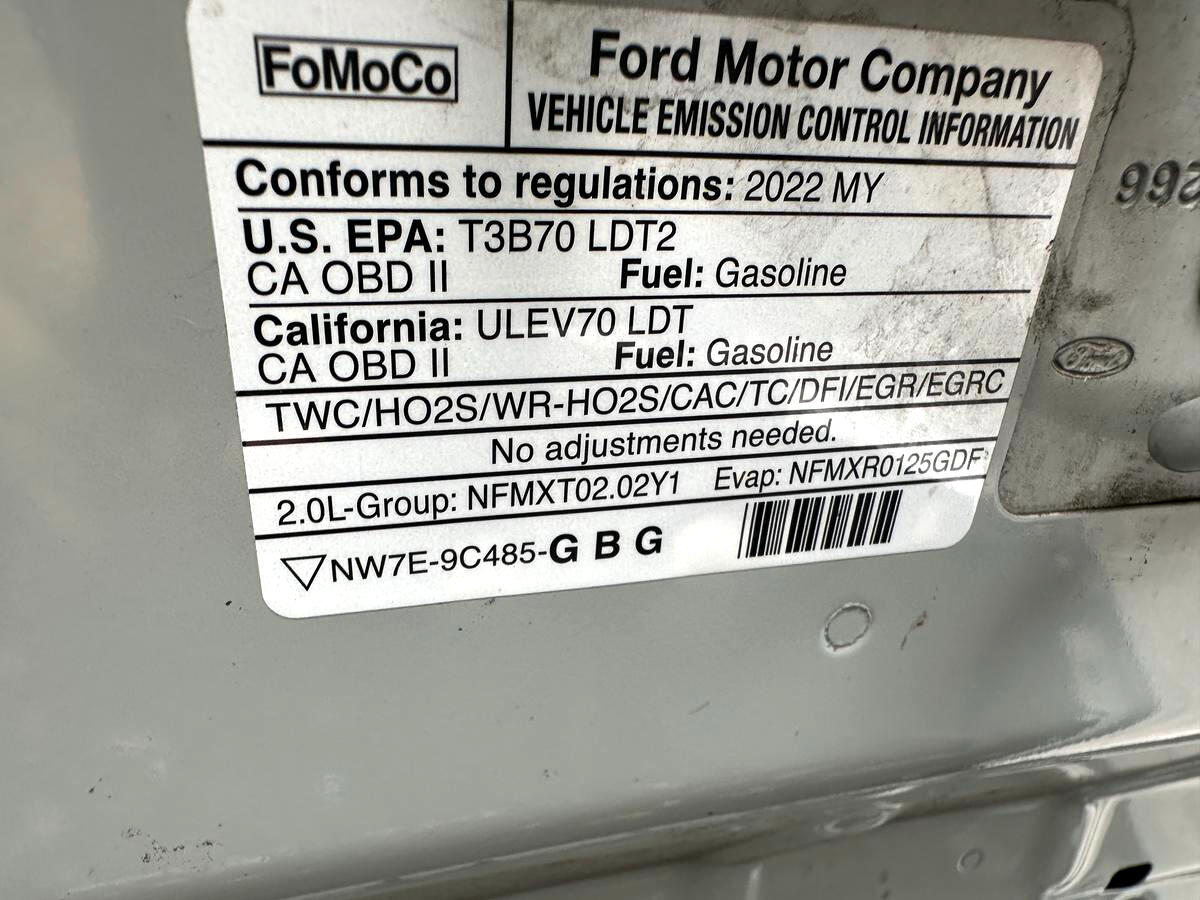 FoMoCo
Ford Motor Company
VEHICLE EMISSION CONTROL INFORMATION
Conforms to regulations: 2022 MY
U.S. EPA: T3B70 LDT2
CA OBD II Fuel: Gasoline
California: ULEV70 LDT
CA OBD II Fuel: Gasoline
TWC/HO2S/WR-HO2S/CAC/TC/DFI/EGR/EGRC
No adjustments needed.
2.0L-Group: NFMXT02.02Y1 Evap: NFMXR0125GDF
NW7E-9C485-G B G
992
Ford